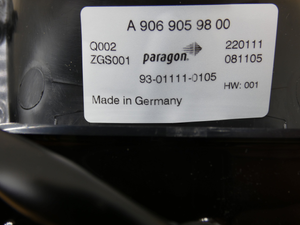 A 906 905 98 00
Q002 paragon 220111
ZGS001 081105
93-01111-0105 HW: 001
Made in Germany